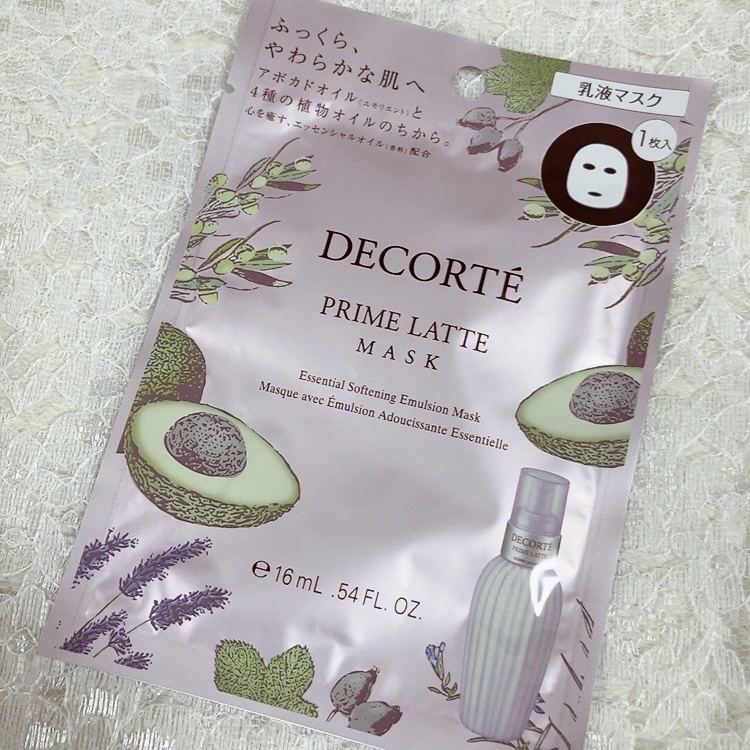 ふっくら、
やわらかな肌へ
アボカドオイル(エモリエント)と
4種の植物オイルのちから。
心を癒す、エッセンシャルオイル(香料)配合
乳液マスク
1枚入
DECORTÉ
PRIME LATTE
MASK
Essential Softening Emulsion Mask
Masque avec Émulsion Adoucissante Essentielle
DECORTÉ
PRIME LATTE
e 16 mL .54 FL. OZ.